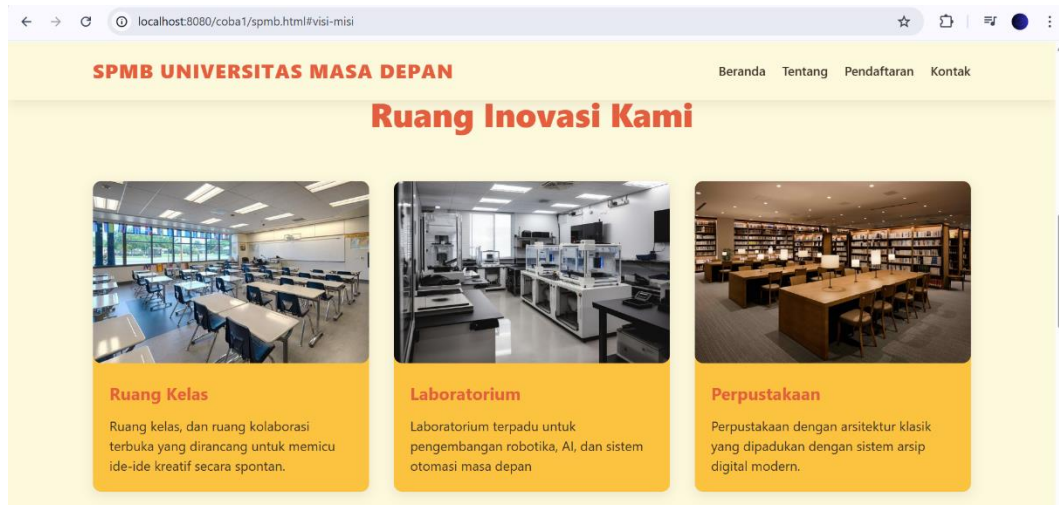 localhost:8080/coba1/spmb.html#visi-misi
SPMB UNIVERSITAS MASA DEPAN
Beranda Tentang Pendaftaran Kontak
Ruang Inovasi Kami
Ruang Kelas
Ruang kelas, dan ruang kolaborasi
terbuka yang dirancang untuk memicu
ide-ide kreatif secara spontan.
Laboratorium
Laboratorium terpadu untuk
pengembangan robotika, AI, dan sistem
otomasi masa depan
Perpustakaan
Perpustakaan dengan arsitektur klasik
yang dipadukan dengan sistem arsip
digital modern.